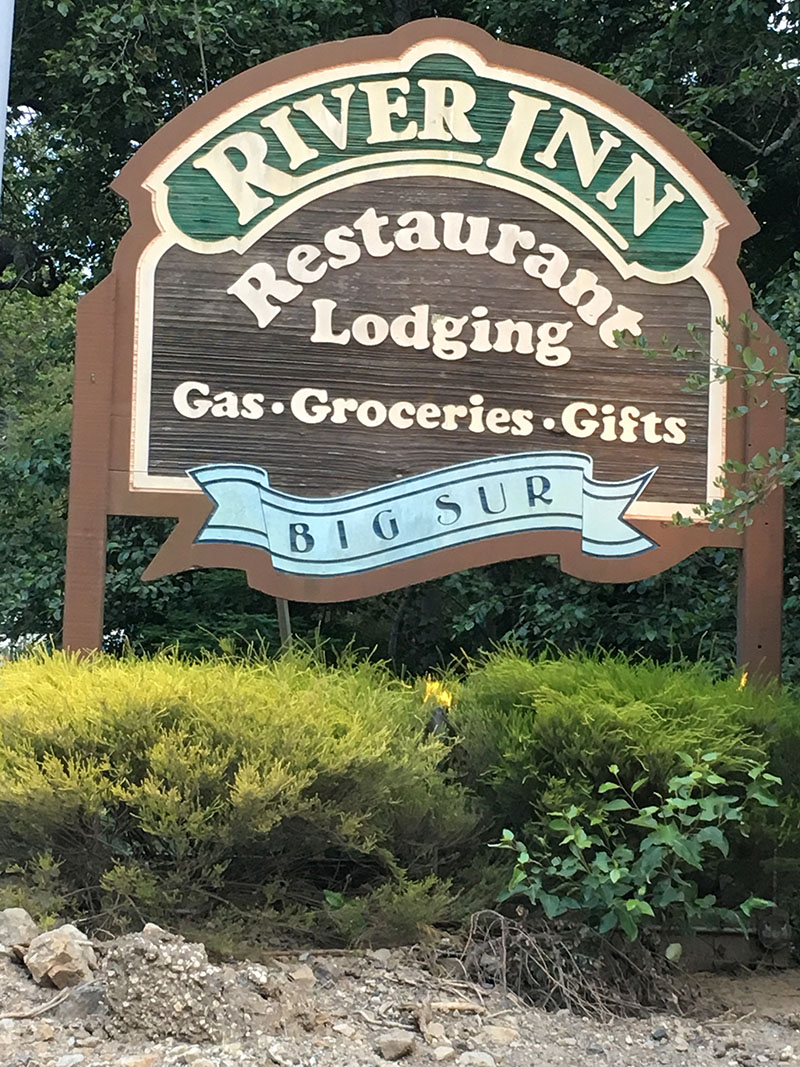 RIVER INN
Restaurant
Lodging
Gas · Groceries · Gifts
BIG SUR